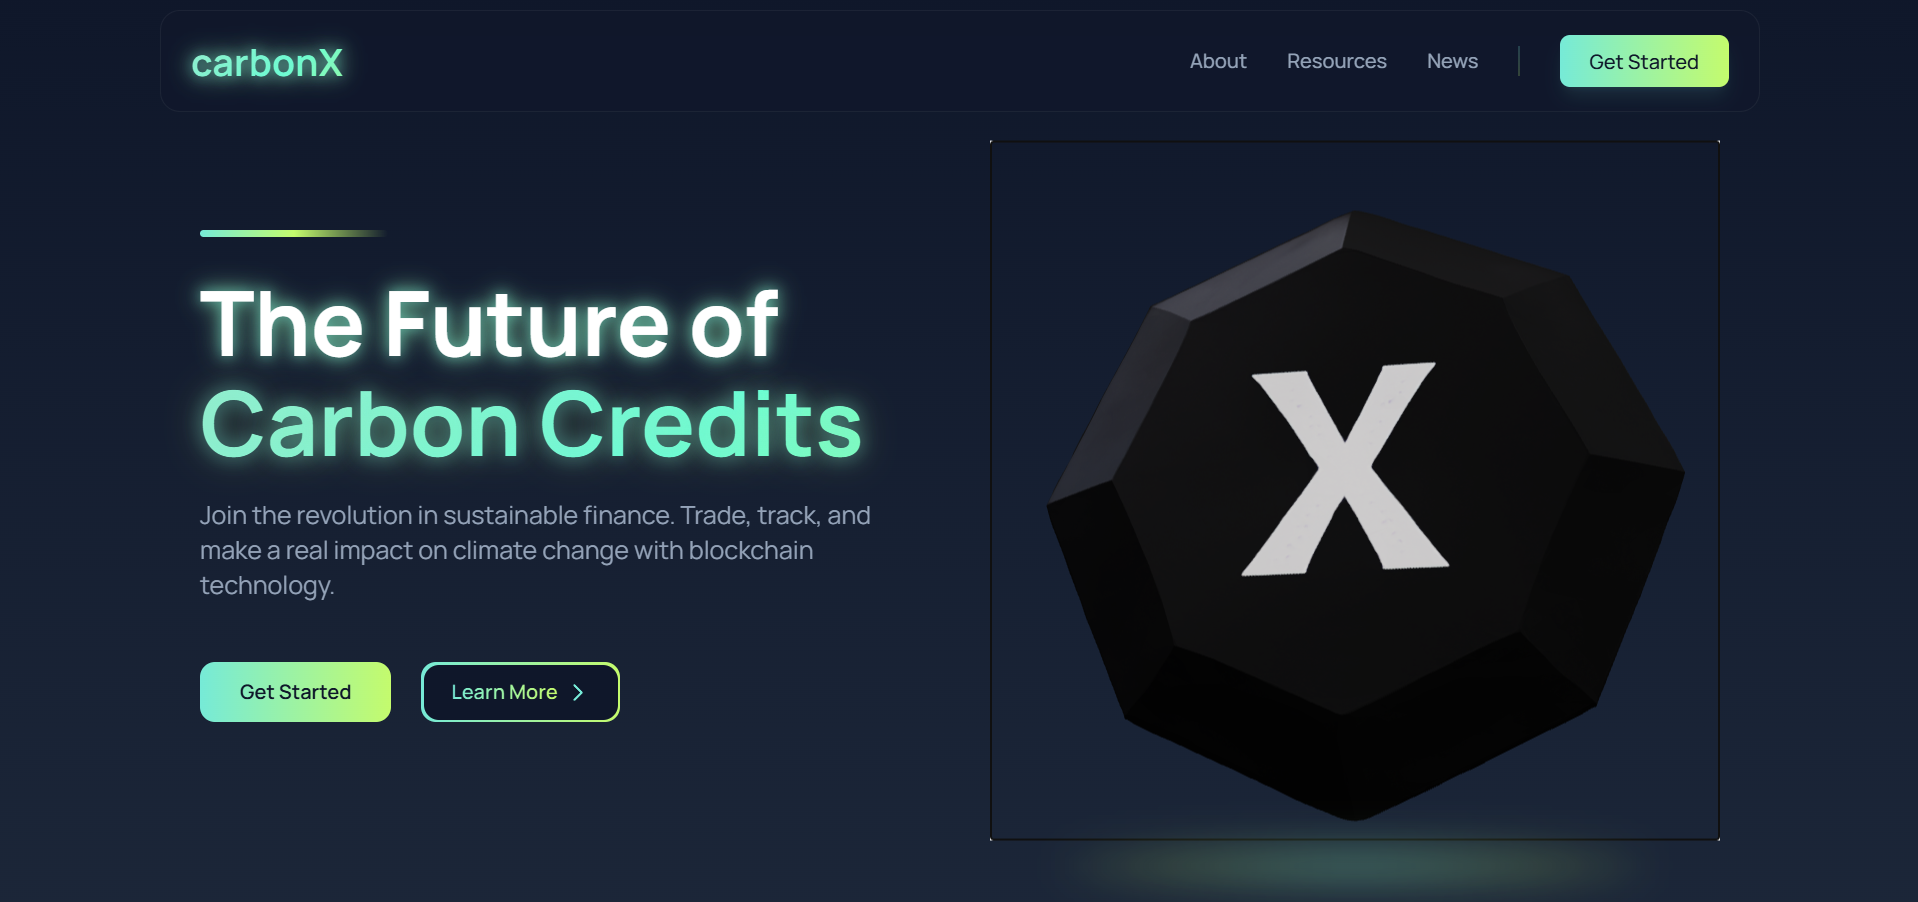 carbonX
About
Resources
News
Get Started
The Future of
Carbon Credits
Join the revolution in sustainable finance. Trade, track, and
make a real impact on climate change with blockchain
technology.
Get Started
Learn More
X